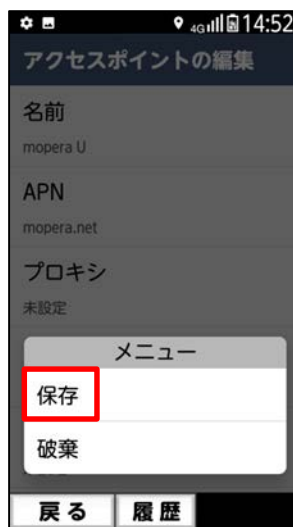 4G 14:52
アクセスポイントの編集
名前
mopera U
APN
mopera.net
プロキシ
未設定
メニュー
保存
破棄
戻る 履歴